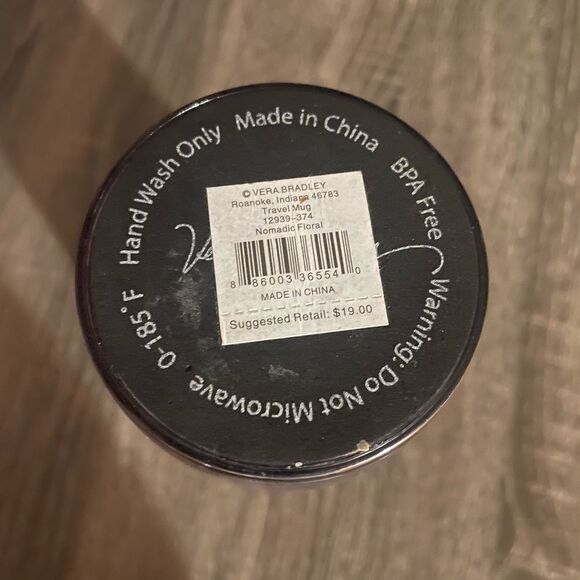 Hand Wash Only
Made in China
BPA Free
Warning: Do Not Microwave
0-185°F
© VERA BRADLEY
Roanoke, Indiana 46783
Travel Mug
12939-374
Nomadic Floral
8 86003 36554 0
MADE IN CHINA
Suggested Retail: $19.00